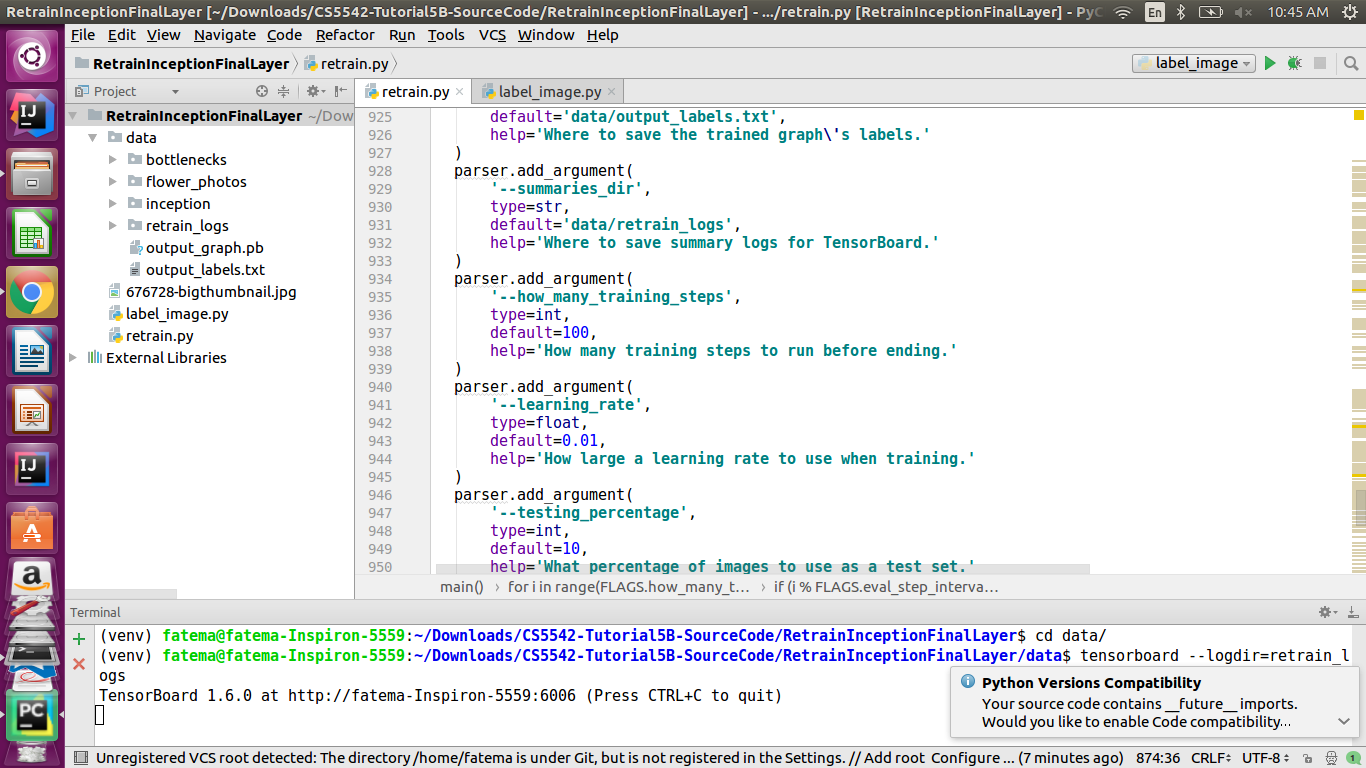 RetrainInceptionFinalLayer [~/Downloads/CS5542-Tutorial5B-SourceCode/RetrainInceptionFinalLayer] - .../retrain.py [RetrainInceptionFinalLayer] - PyC
En
10:45 AM
File Edit View Navigate Code Refactor Run Tools VCS Window Help
RetrainInceptionFinalLayer retrain.py
label_image
Project
retrain.py label_image.py
RetrainInceptionFinalLayer ~/Dow
data
bottlenecks
flower_photos
inception
retrain_logs
output_graph.pb
output_labels.txt
676728-bigthumbnail.jpg
label_image.py
retrain.py
External Libraries
925 default='data/output_labels.txt',
926 help='Where to save the trained graph\'s labels.'
927 )
928 parser.add_argument(
929 '--summaries_dir',
930 type=str,
931 default='data/retrain_logs',
932 help='Where to save summary logs for TensorBoard.'
933 )
934 parser.add_argument(
935 '--how_many_training_steps',
936 type=int,
937 default=100,
938 help='How many training steps to run before ending.'
939 )
940 parser.add_argument(
941 '--learning_rate',
942 type=float,
943 default=0.01,
944 help='How large a learning rate to use when training.'
945 )
946 parser.add_argument(
947 '--testing_percentage',
948 type=int,
949 default=10,
950 help='What percentage of images to use as a test set.'
main() › for i in range(FLAGS.how_many_t... › if (i % FLAGS.eval_step_interva...
Terminal
(venv) fatema@fatema-Inspiron-5559:~/Downloads/CS5542-Tutorial5B-SourceCode/RetrainInceptionFinalLayer$ cd data/
(venv) fatema@fatema-Inspiron-5559:~/Downloads/CS5542-Tutorial5B-SourceCode/RetrainInceptionFinalLayer/data$ tensorboard --logdir=retrain_l
ogs
TensorBoard 1.6.0 at http://fatema-Inspiron-5559:6006 (Press CTRL+C to quit)
Python Versions Compatibility
Your source code contains __future__ imports.
Would you like to enable Code compatibility...
Unregistered VCS root detected: The directory /home/fatema is under Git, but is not registered in the Settings. // Add root Configure ... (7 minutes ago) 874:36 CRLF UTF-8 1
IJ
a
IJ
PC